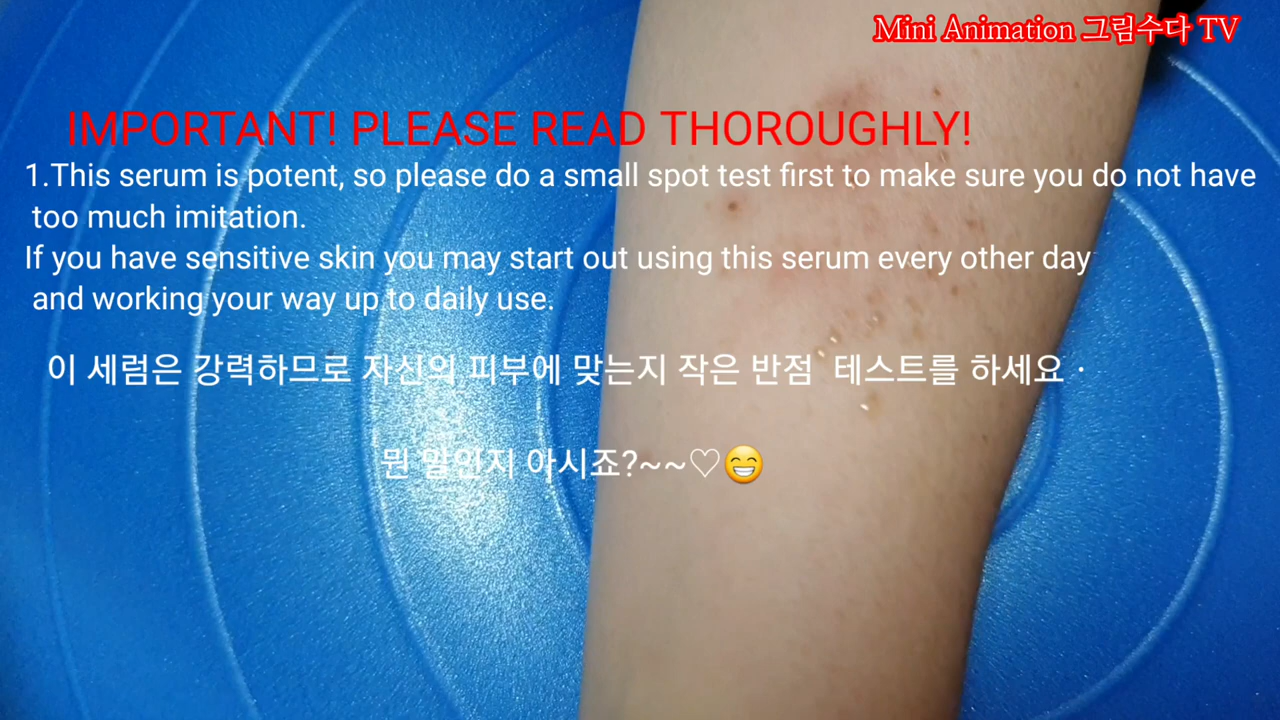 Mini Animation 그림수다 TV
IMPORTANT! PLEASE READ THOROUGHLY!
1.This serum is potent, so please do a small spot test first to make sure you do not have
too much imitation.
If you have sensitive skin you may start out using this serum every other day
and working your way up to daily use.
이 세럼은 강력하므로 자신의 피부에 맞는지 작은 반점 테스트를 하세요 ·
뭔 말인지 아시죠?~~♡😁